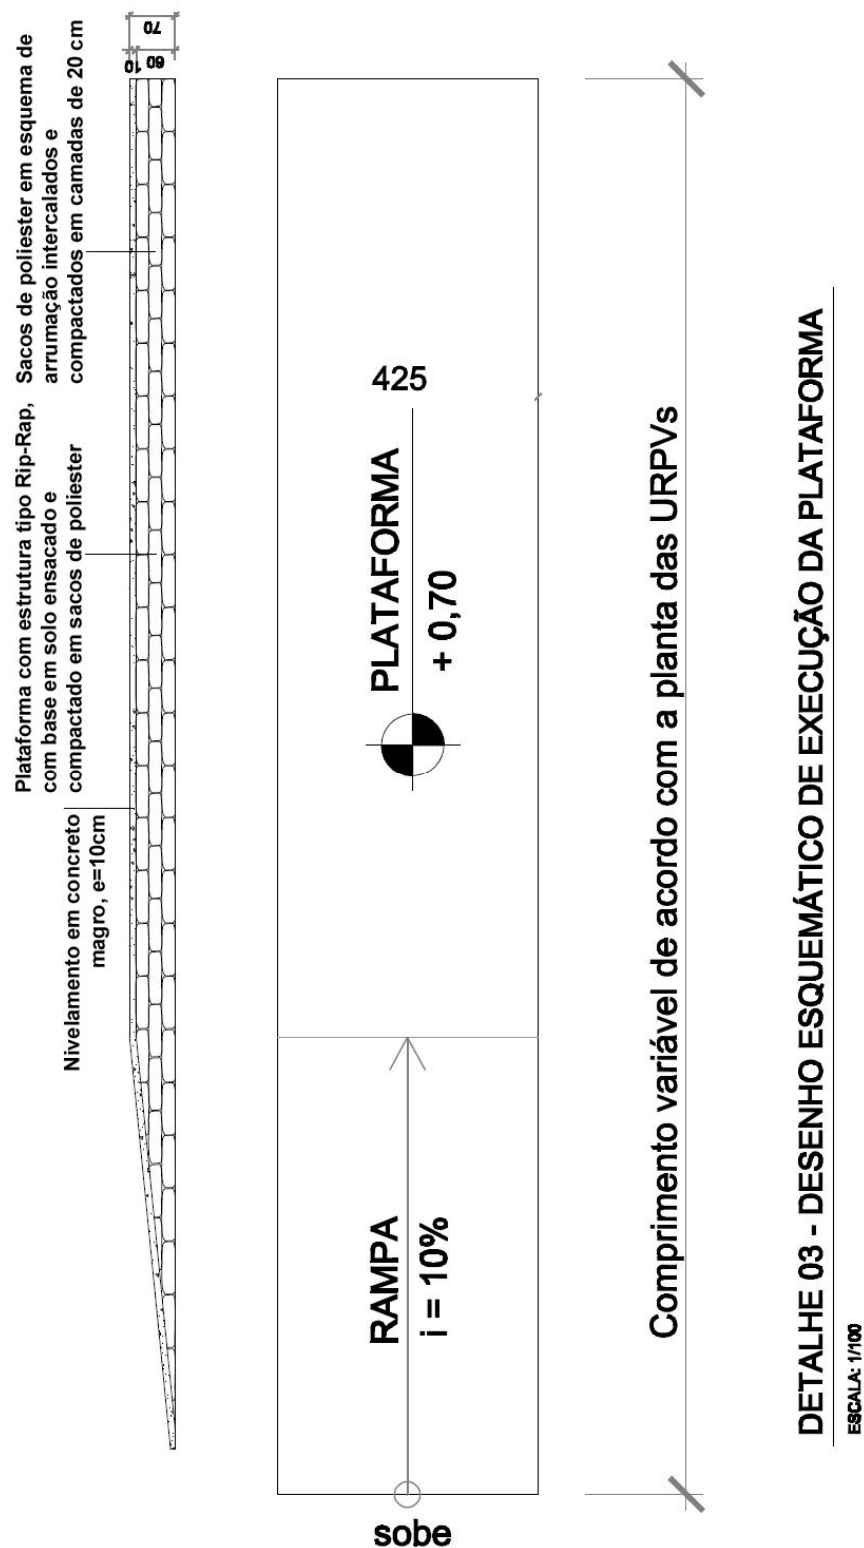 70
10 60
Sacos de poliester em esquema de
arrumação intercalados e
compactados em camadas de 20 cm
Plataforma com estrutura tipo Rip-Rap,
com base em solo ensacado e
compactado em sacos de poliester
Nivelamento em concreto
magro, e=10cm
425
PLATAFORMA
+ 0,70
RAMPA
i = 10%
sobe
Comprimento variável de acordo com a planta das URPVs
DETALHE 03 - DESENHO ESQUEMÁTICO DE EXECUÇÃO DA PLATAFORMA
ESCALA: 1/100